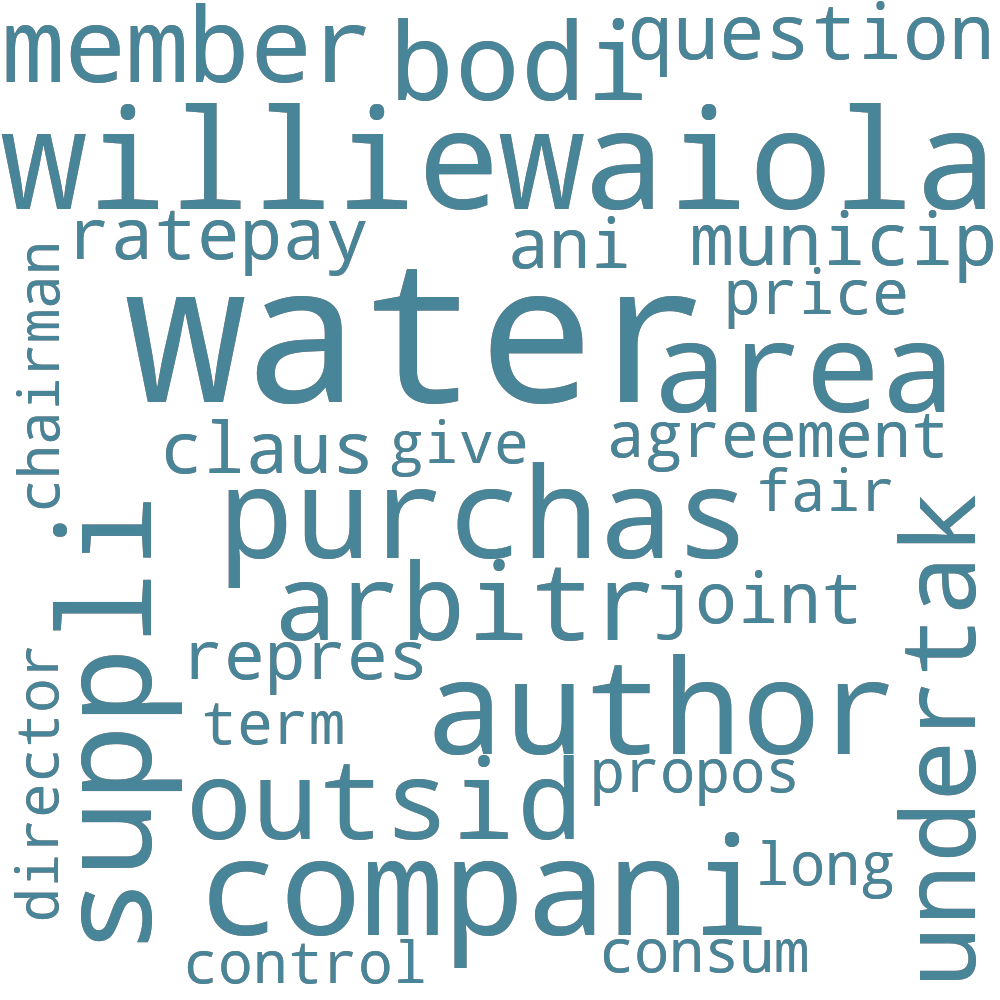 member bodi question
williewaiola
ratepay ani municip
chairman
water
price
area
claus give agreement
fair
purchas
suppli
undertak
arbitr joint
repres
director
author
term
propos
outsid
compani
long
control consum